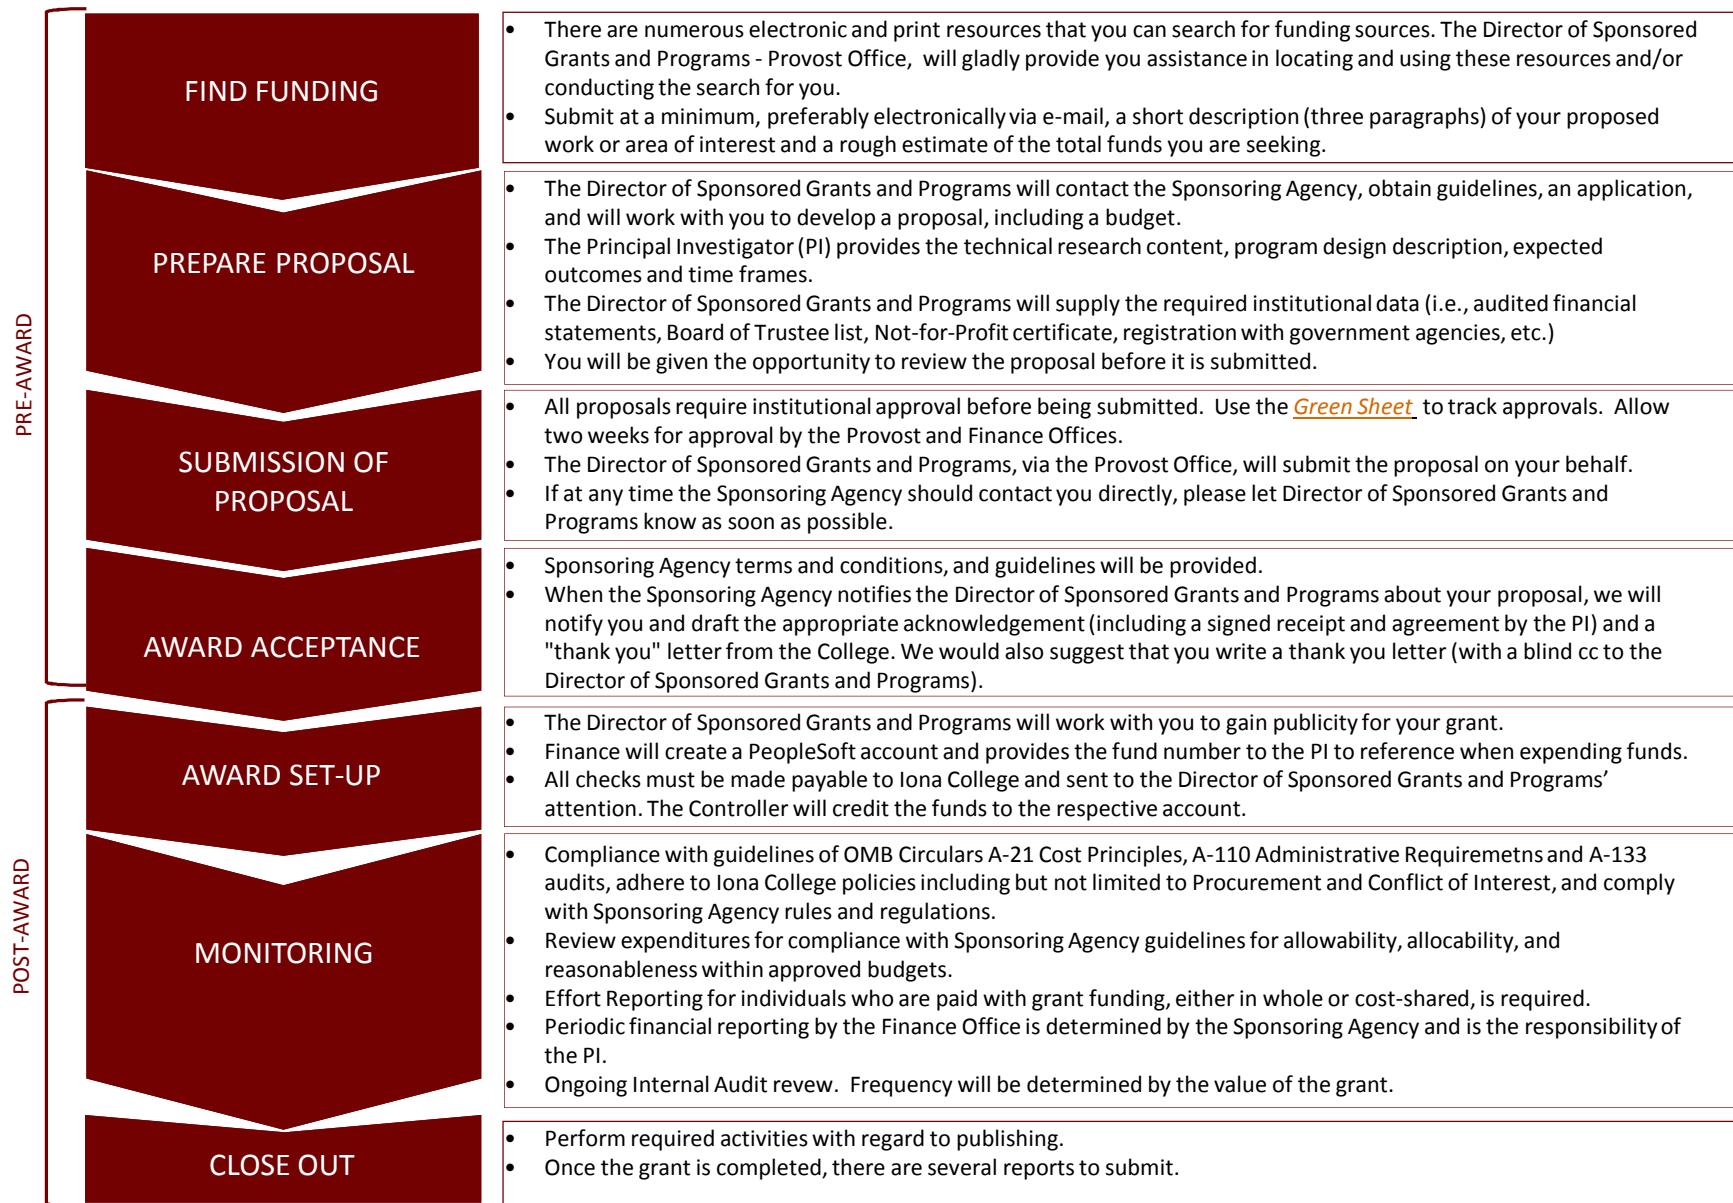 PRE-AWARD
FIND FUNDING
• There are numerous electronic and print resources that you can search for funding sources. The Director of Sponsored
Grants and Programs - Provost Office, will gladly provide you assistance in locating and using these resources and/or
conducting the search for you.
• Submit at a minimum, preferably electronically via e-mail, a short description (three paragraphs) of your proposed
work or area of interest and a rough estimate of the total funds you are seeking.
PREPARE PROPOSAL
• The Director of Sponsored Grants and Programs will contact the Sponsoring Agency, obtain guidelines, an application,
and will work with you to develop a proposal, including a budget.
• The Principal Investigator (PI) provides the technical research content, program design description, expected
outcomes and time frames.
• The Director of Sponsored Grants and Programs will supply the required institutional data (i.e., audited financial
statements, Board of Trustee list, Not-for-Profit certificate, registration with government agencies, etc.)
• You will be given the opportunity to review the proposal before it is submitted.
SUBMISSION OF
PROPOSAL
• All proposals require institutional approval before being submitted. Use the Green Sheet to track approvals. Allow
two weeks for approval by the Provost and Finance Offices.
• The Director of Sponsored Grants and Programs, via the Provost Office, will submit the proposal on your behalf.
• If at any time the Sponsoring Agency should contact you directly, please let Director of Sponsored Grants and
Programs know as soon as possible.
AWARD ACCEPTANCE
• Sponsoring Agency terms and conditions, and guidelines will be provided.
• When the Sponsoring Agency notifies the Director of Sponsored Grants and Programs about your proposal, we will
notify you and draft the appropriate acknowledgement (including a signed receipt and agreement by the PI) and a
"thank you" letter from the College. We would also suggest that you write a thank you letter (with a blind cc to the
Director of Sponsored Grants and Programs).
POST-AWARD
AWARD SET-UP
• The Director of Sponsored Grants and Programs will work with you to gain publicity for your grant.
• Finance will create a PeopleSoft account and provides the fund number to the PI to reference when expending funds.
• All checks must be made payable to Iona College and sent to the Director of Sponsored Grants and Programs’
attention. The Controller will credit the funds to the respective account.
MONITORING
• Compliance with guidelines of OMB Circulars A-21 Cost Principles, A-110 Administrative Requiremetns and A-133
audits, adhere to Iona College policies including but not limited to Procurement and Conflict of Interest, and comply
with Sponsoring Agency rules and regulations.
• Review expenditures for compliance with Sponsoring Agency guidelines for allowability, allocability, and
reasonableness within approved budgets.
• Effort Reporting for individuals who are paid with grant funding, either in whole or cost-shared, is required.
• Periodic financial reporting by the Finance Office is determined by the Sponsoring Agency and is the responsibility of
the PI.
• Ongoing Internal Audit revew. Frequency will be determined by the value of the grant.
CLOSE OUT
• Perform required activities with regard to publishing.
• Once the grant is completed, there are several reports to submit.